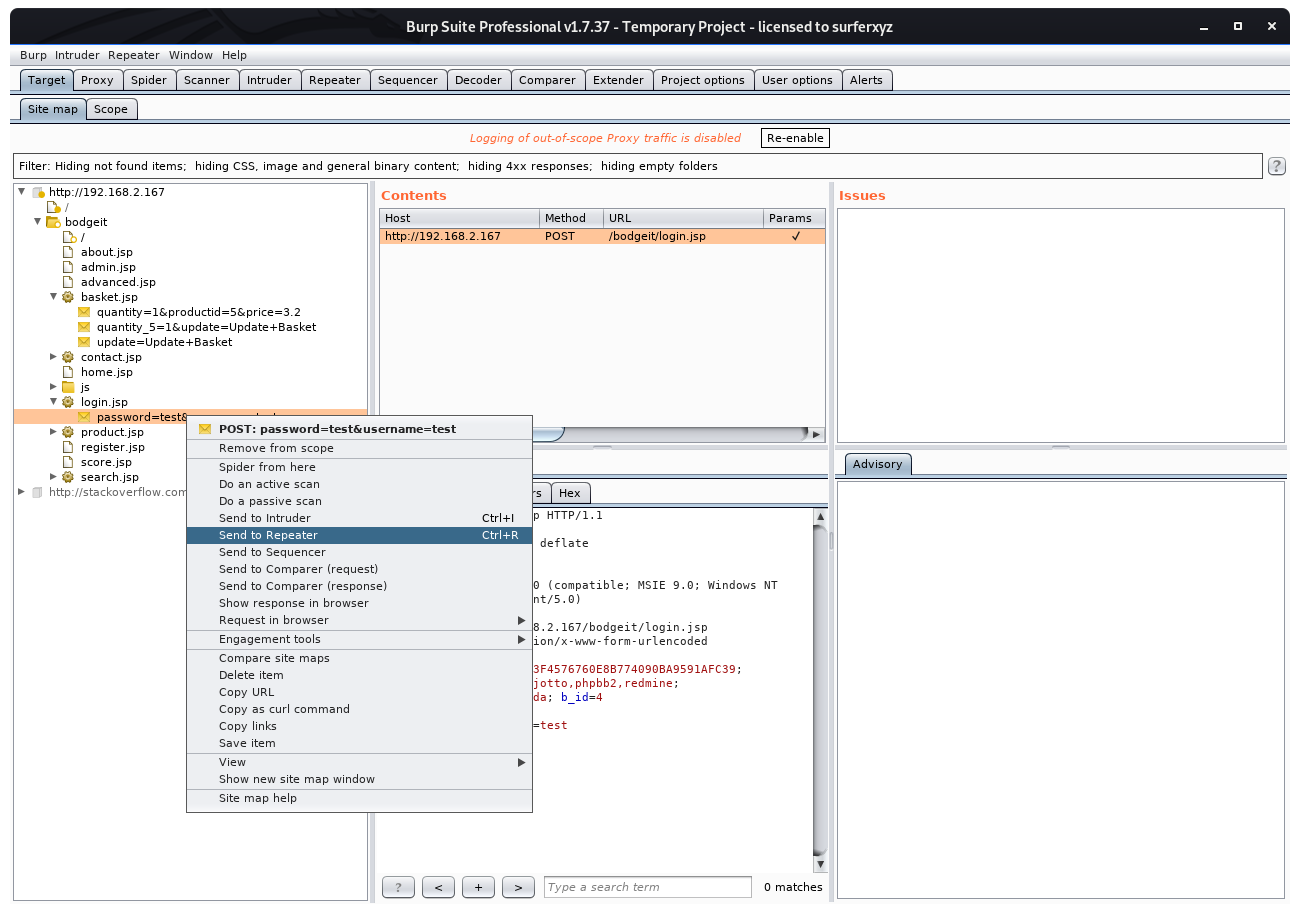 Burp Suite Professional v1.7.37 - Temporary Project - licensed to surferxyz
Burp Intruder Repeater Window Help
Target Proxy Spider Scanner Intruder Repeater Sequencer Decoder Comparer Extender Project options User options Alerts
Site map Scope
Logging of out-of-scope Proxy traffic is disabled Re-enable
Filter: Hiding not found items; hiding CSS, image and general binary content; hiding 4xx responses; hiding empty folders ?
http://192.168.2.167
/
bodgeit
/
about.jsp
admin.jsp
advanced.jsp
basket.jsp
quantity=1&productid=5&price=3.2
quantity_5=1&update=Update+Basket
update=Update+Basket
contact.jsp
home.jsp
js
login.jsp
password=test&
product.jsp
register.jsp
score.jsp
search.jsp
http://stackoverflow.com
POST: password=test&username=test
Remove from scope
Spider from here
Do an active scan
Do a passive scan
Send to Intruder Ctrl+I
Send to Repeater Ctrl+R
Send to Sequencer
Send to Comparer (request)
Send to Comparer (response)
Show response in browser
Request in browser
Engagement tools
Compare site maps
Delete item
Copy URL
Copy as curl command
Copy links
Save item
View
Show new site map window
Site map help
Contents
Host Method URL Params
http://192.168.2.167 POST /bodgeit/login.jsp ✓
rs Hex
p HTTP/1.1
deflate
0 (compatible; MSIE 9.0; Windows NT
nt/5.0)
8.2.167/bodgeit/login.jsp
ion/x-www-form-urlencoded
3F4576760E8B774090BA9591AFC39;
jotto,phpbb2,redmine;
da; b_id=4
=test
? < + > Type a search term 0 matches
Issues
Advisory